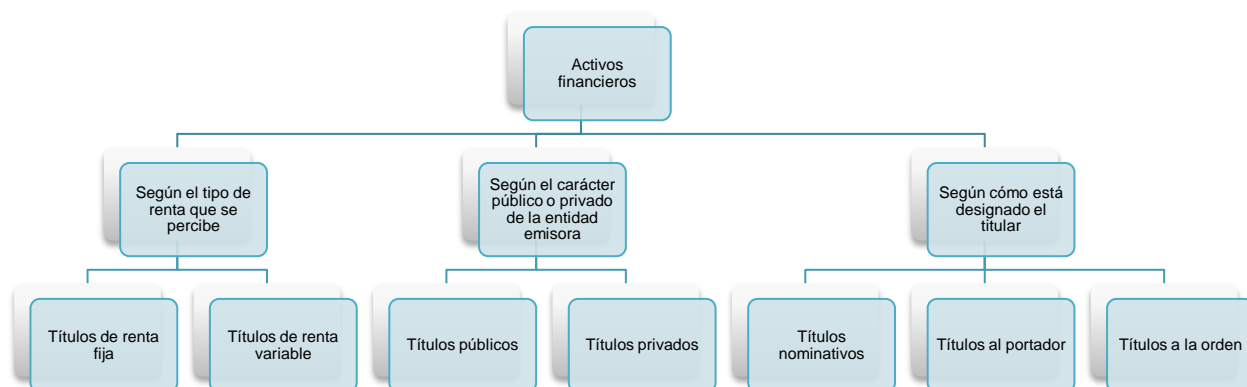 Activos
financieros
Según el tipo de
renta que se
percibe
Según el carácter
público o privado
de la entidad
emisora
Según cómo está
designado el
titular
Títulos de renta
fija
Títulos de renta
variable
Títulos públicos
Títulos privados
Títulos
nominativos
Títulos al portador
Títulos a la orden